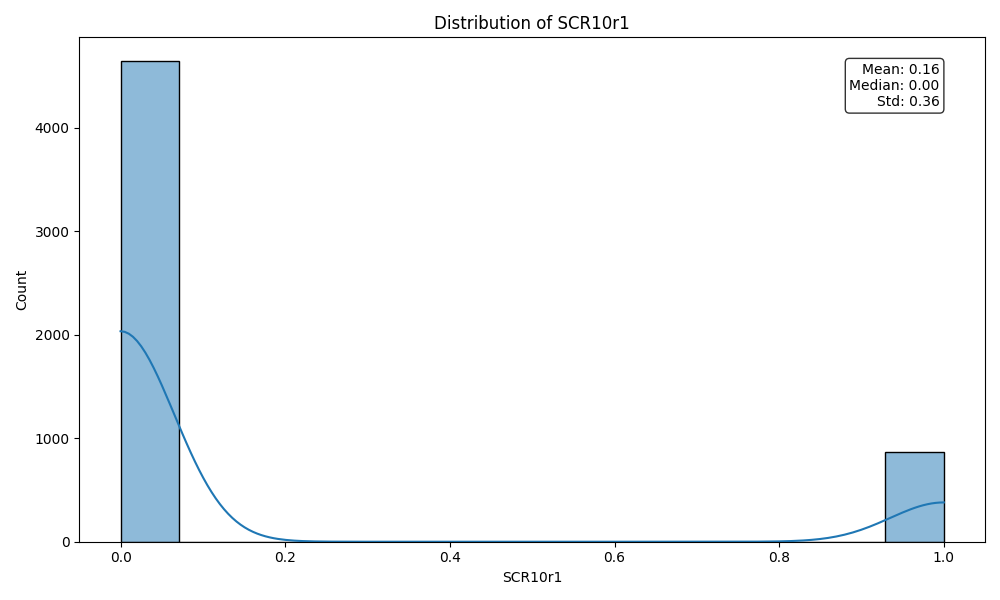 Distribution of SCR10r1
Mean: 0.16
Median: 0.00
Std: 0.36
Count
4000
3000
2000
1000
0
0.0 0.2 0.4 0.6 0.8 1.0
SCR10r1